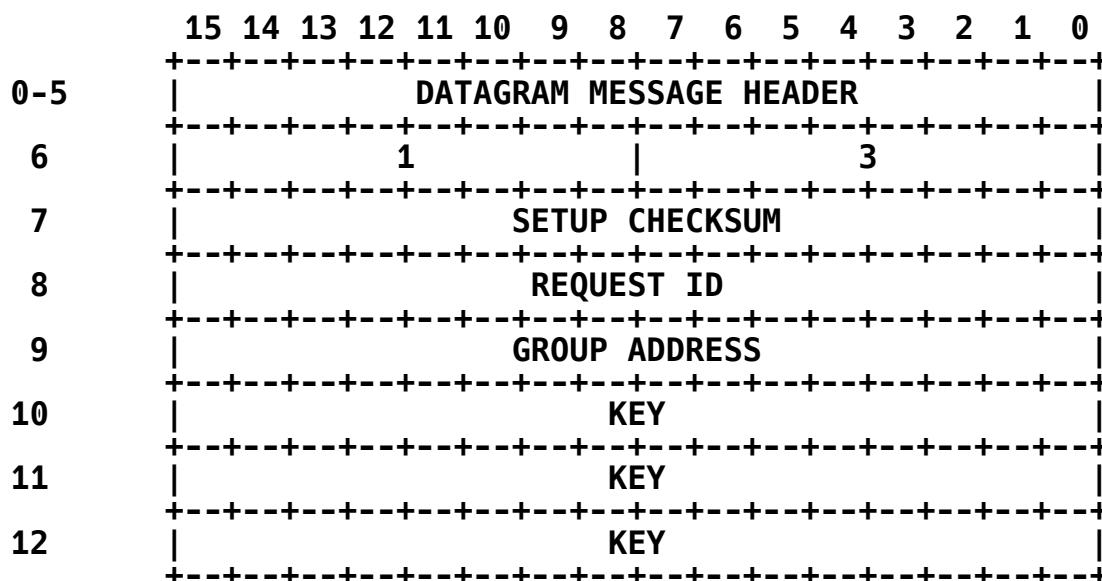 15 14 13 12 11 10 9 8 7 6 5 4 3 2 1 0
+--+--+--+--+--+--+--+--+--+--+--+--+--+--+--+--+
0-5 | DATAGRAM MESSAGE HEADER |
+--+--+--+--+--+--+--+--+--+--+--+--+--+--+--+--+
6 | 1 | 3 |
+--+--+--+--+--+--+--+--+--+--+--+--+--+--+--+--+
7 | SETUP CHECKSUM |
+--+--+--+--+--+--+--+--+--+--+--+--+--+--+--+--+
8 | REQUEST ID |
+--+--+--+--+--+--+--+--+--+--+--+--+--+--+--+--+
9 | GROUP ADDRESS |
+--+--+--+--+--+--+--+--+--+--+--+--+--+--+--+--+
10 | KEY |
+--+--+--+--+--+--+--+--+--+--+--+--+--+--+--+--+
11 | KEY |
+--+--+--+--+--+--+--+--+--+--+--+--+--+--+--+--+
12 | KEY |
+--+--+--+--+--+--+--+--+--+--+--+--+--+--+--+--+